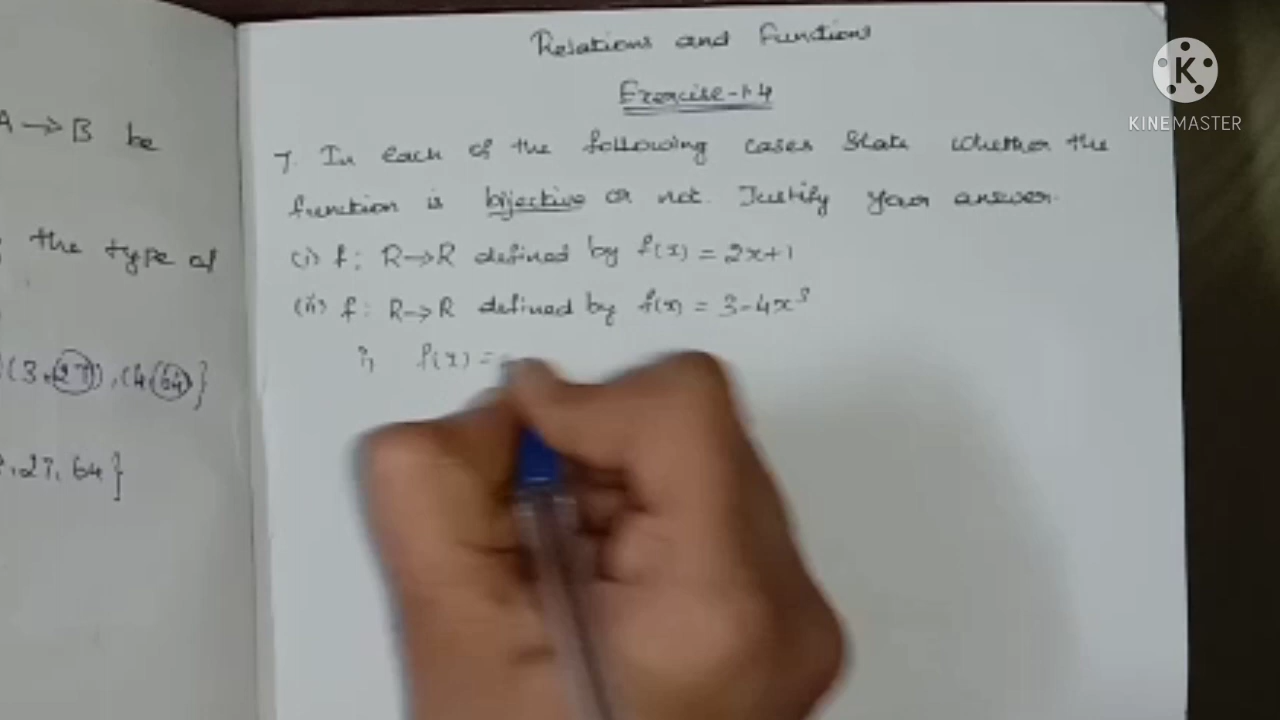 A → B be
the type of
(3, 27), (4, 64}
, 27, 64}
Relations and Functions
Exercise-1.4
7. In each of the following cases state whether the
function is bijective or not. Justify your answer.
(i) f: R→R defined by f(x) = 2x+1
(ii) f: R→R defined by f(x) = 3-4x³
i, f(x) =
K
KINEMASTER